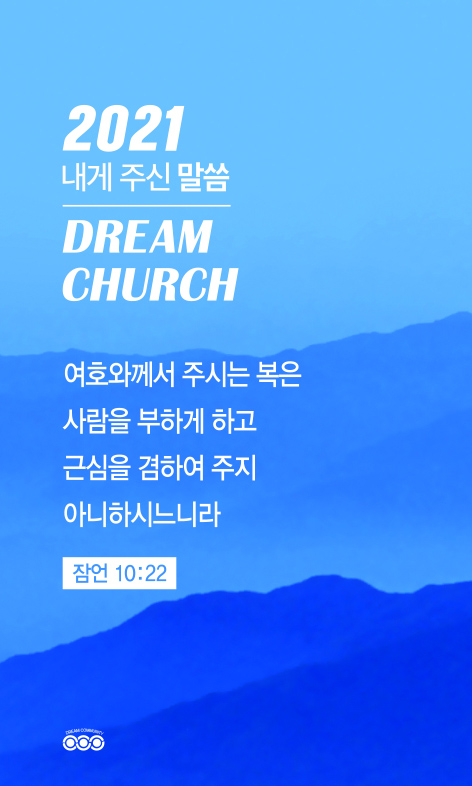 2021
내게 주신 말씀
DREAM
CHURCH
여호와께서 주시는 복은
사람을 부하게 하고
근심을 겸하여 주지
아니하시느니라
잠언 10:22
DREAM COMMUNITY